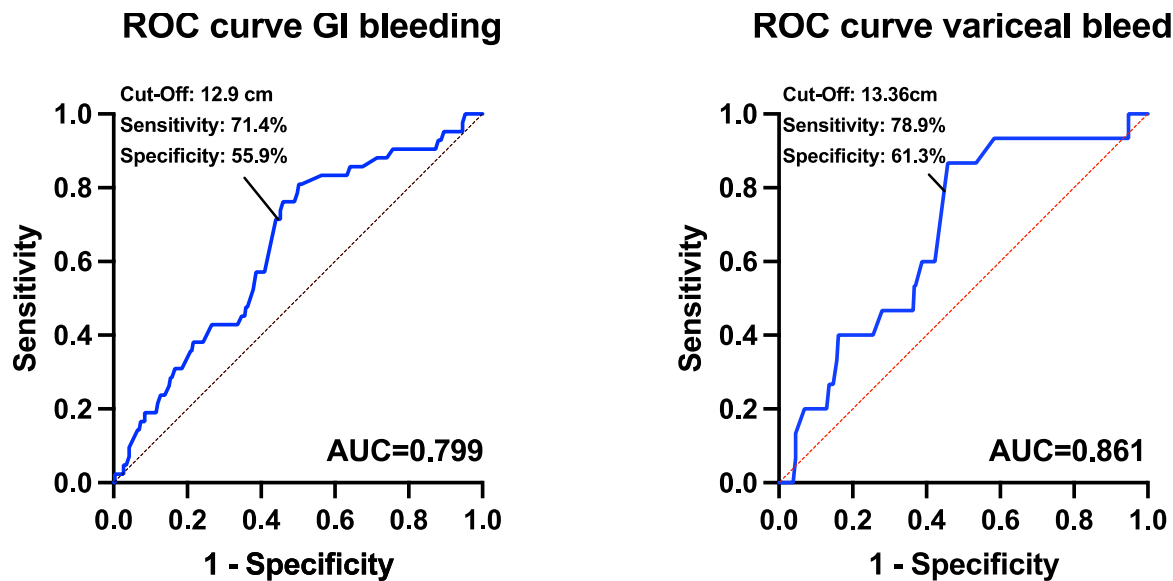 ROC curve GI bleeding
Cut-Off: 12.9 cm
Sensitivity: 71.4%
Specificity: 55.9%
1.0
0.8
0.6
0.4
0.2
0.0
Sensitivity
AUC=0.799
0.0 0.2 0.4 0.6 0.8 1.0
1 - Specificity
ROC curve variceal bleed
Cut-Off: 13.36cm
Sensitivity: 78.9%
Specificity: 61.3%
1.0
0.8
0.6
0.4
0.2
0.0
Sensitivity
AUC=0.861
0.0 0.2 0.4 0.6 0.8 1.0
1 - Specificity